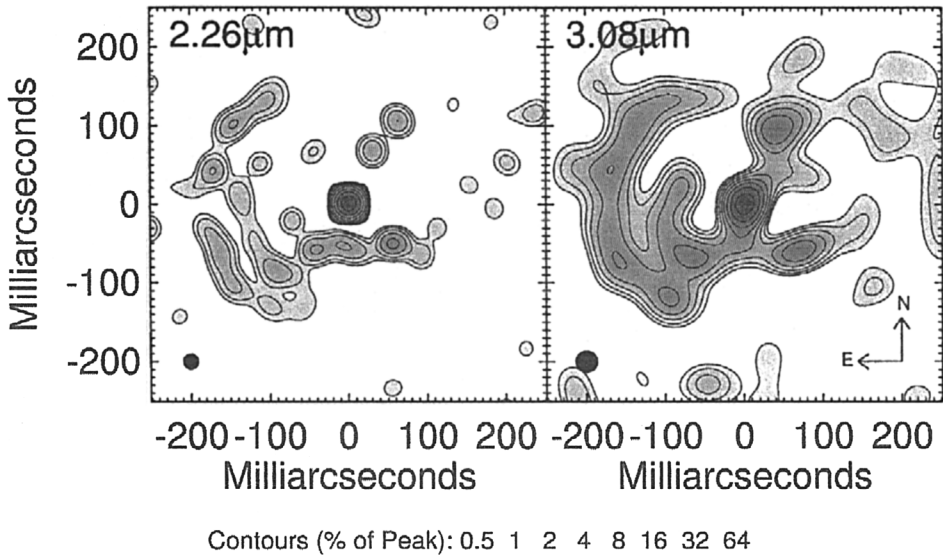 2.26μm
3.08μm
200
100
0
-100
-200
Milliarcseconds
N
E
-200 -100 0 100 200
-200 -100 0 100 200
Milliarcseconds
Milliarcseconds
Contours (% of Peak): 0.5 1 2 4 8 16 32 64